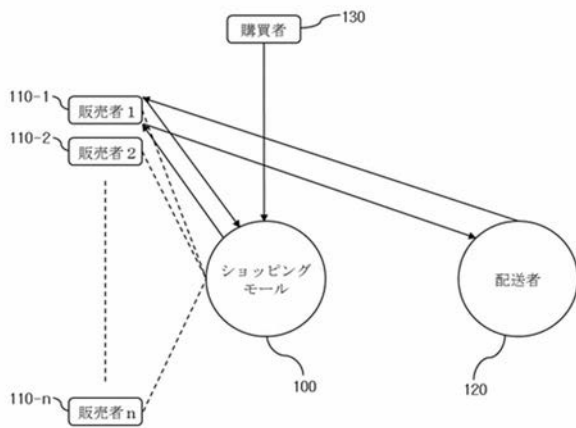 購買者
130
110-1
販売者1
110-2
販売者2
ショッピング
モール
配送者
100
120
110-n
販売者n